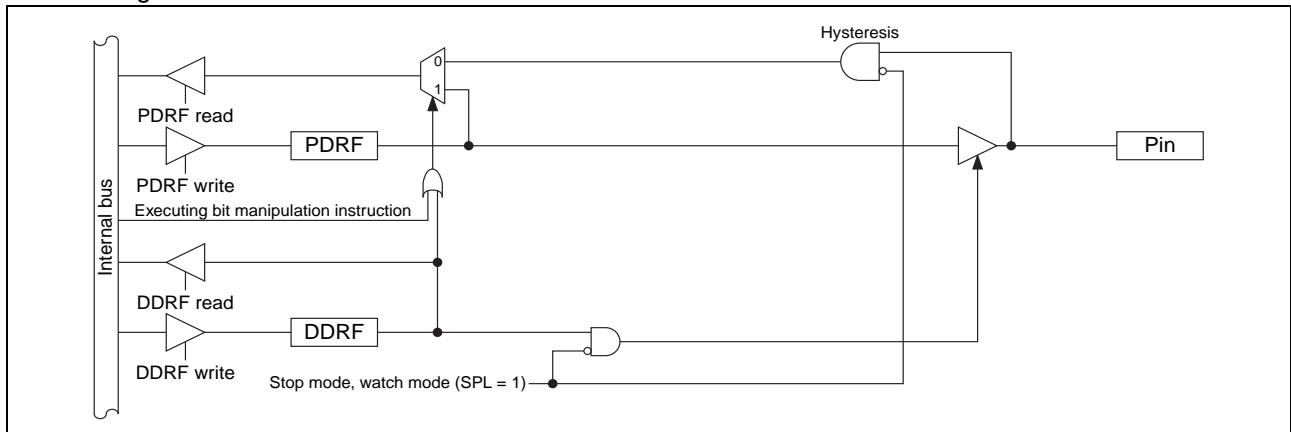 Hysteresis
0
1
PDRF read
PDRF
Pin
PDRF write
Executing bit manipulation instruction
Internal bus
DDRF read
DDRF
DDRF write
Stop mode, watch mode (SPL = 1)